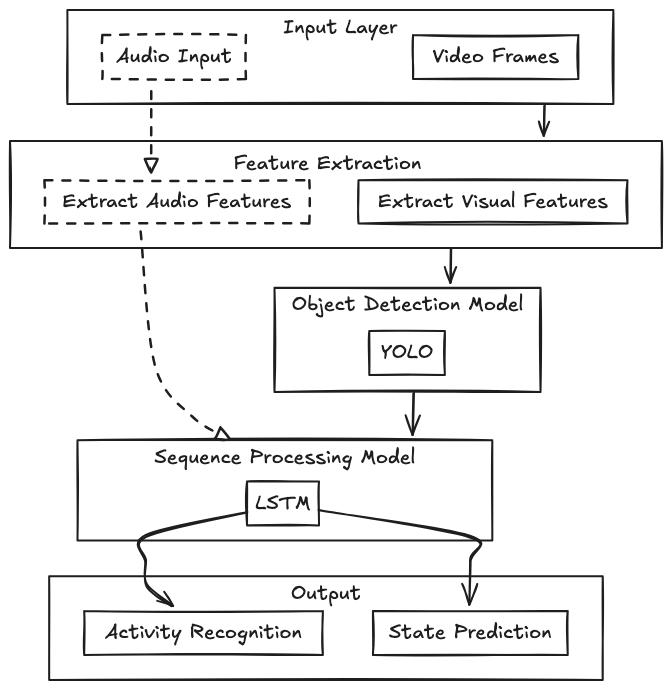 Input Layer
Audio Input
Video Frames
Feature Extraction
Extract Audio Features
Extract Visual Features
Object Detection Model
YOLO
Sequence Processing Model
LSTM
Output
Activity Recognition
State Prediction